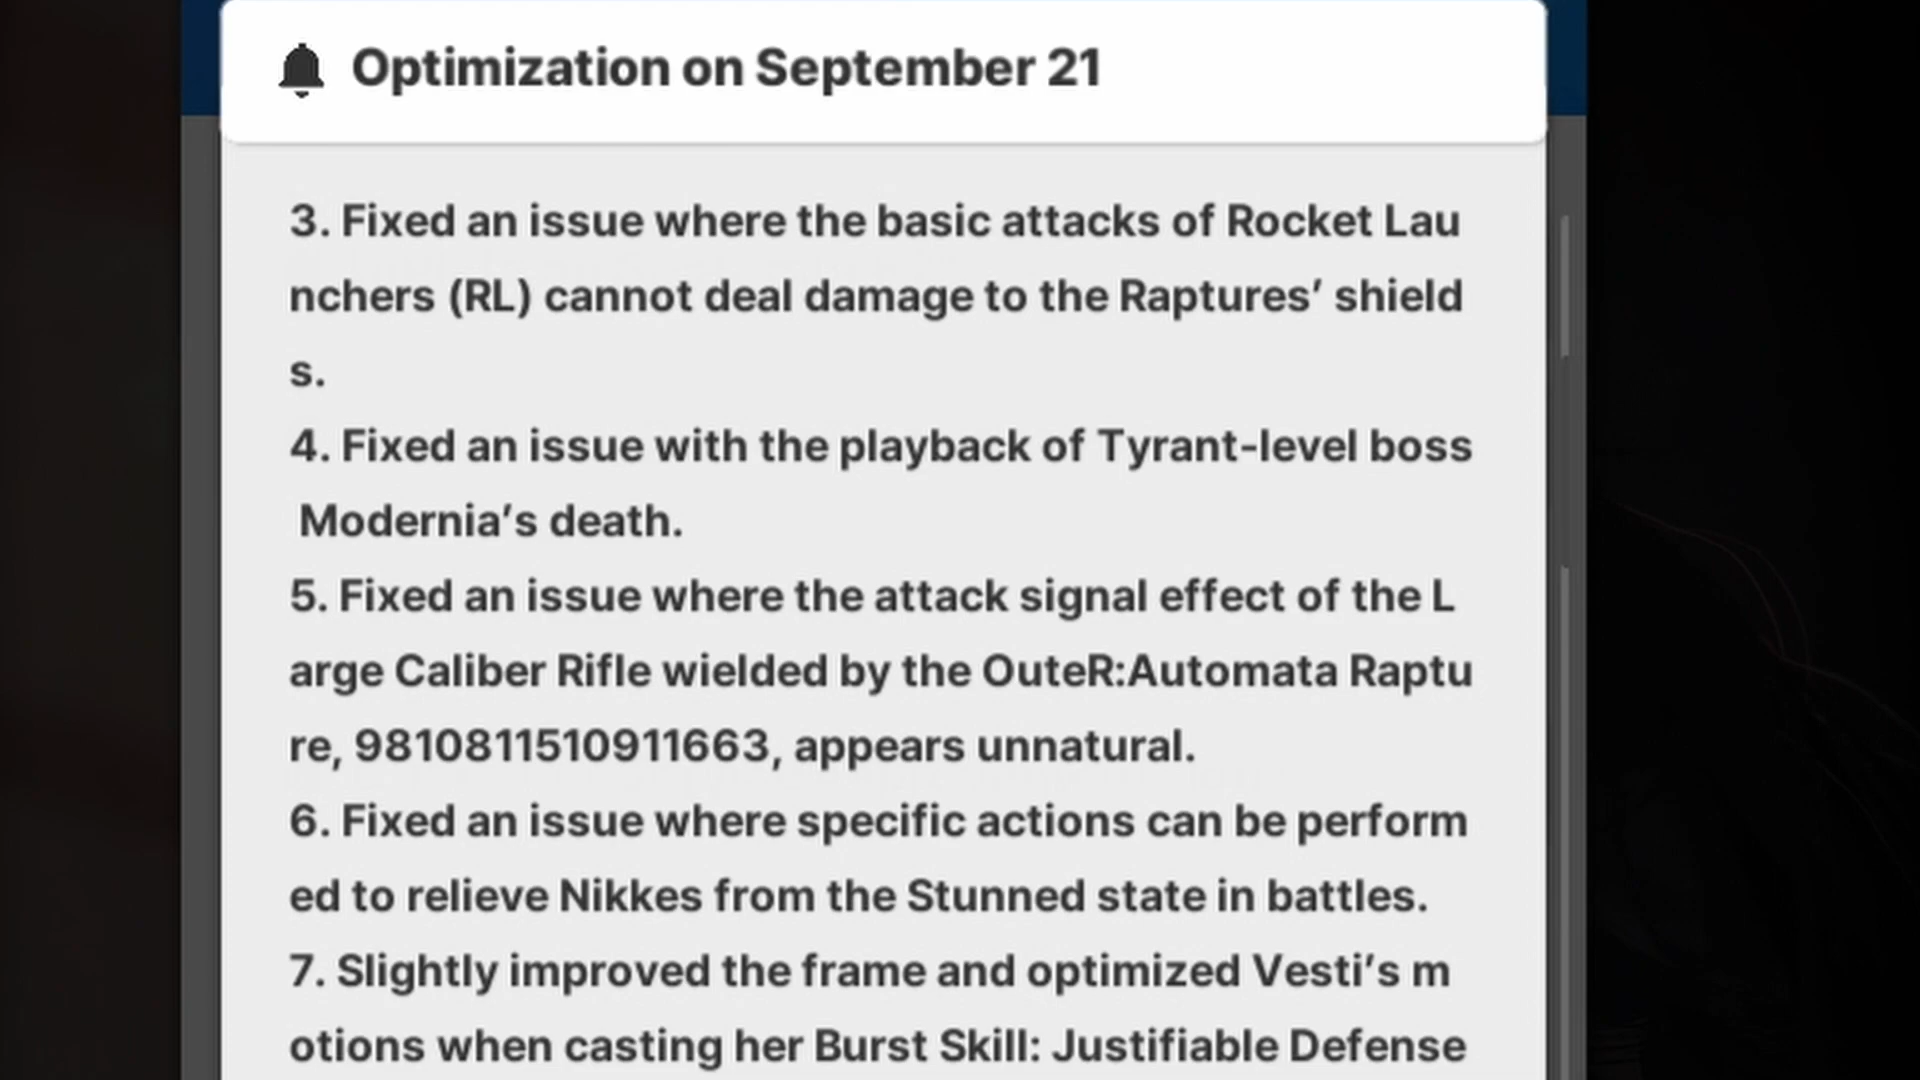 Optimization on September 21
3. Fixed an issue where the basic attacks of Rocket Lau
nchers (RL) cannot deal damage to the Raptures’ shield
s.
4. Fixed an issue with the playback of Tyrant-level boss
Modernia’s death.
5. Fixed an issue where the attack signal effect of the L
arge Caliber Rifle wielded by the OuteR:Automata Raptu
re, 9810811510911663, appears unnatural.
6. Fixed an issue where specific actions can be perform
ed to relieve Nikkes from the Stunned state in battles.
7. Slightly improved the frame and optimized Vesti’s m
otions when casting her Burst Skill: Justifiable Defense